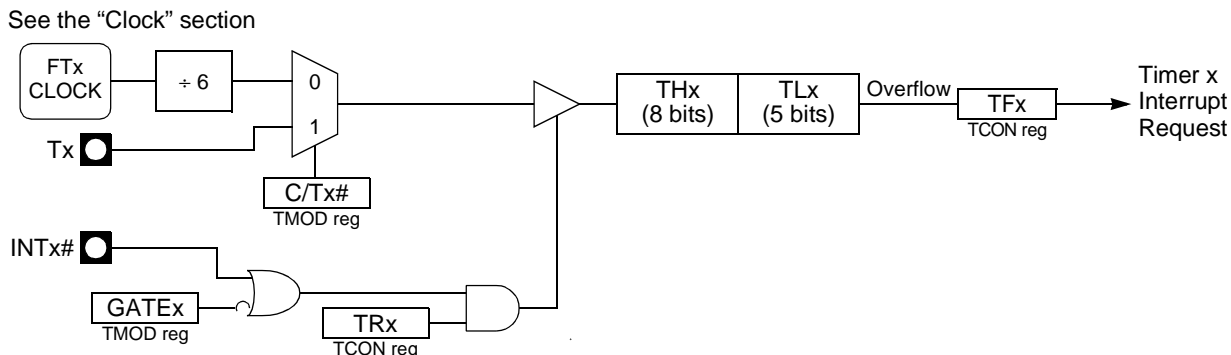 See the “Clock” section
FTx
CLOCK
÷ 6
0
1
Tx
C/Tx#
TMOD reg
THx
(8 bits)
TLx
(5 bits)
Overflow
TFx
TCON reg
Timer x
Interrupt
Request
INTx#
GATEx
TMOD reg
TRx
TCON reg